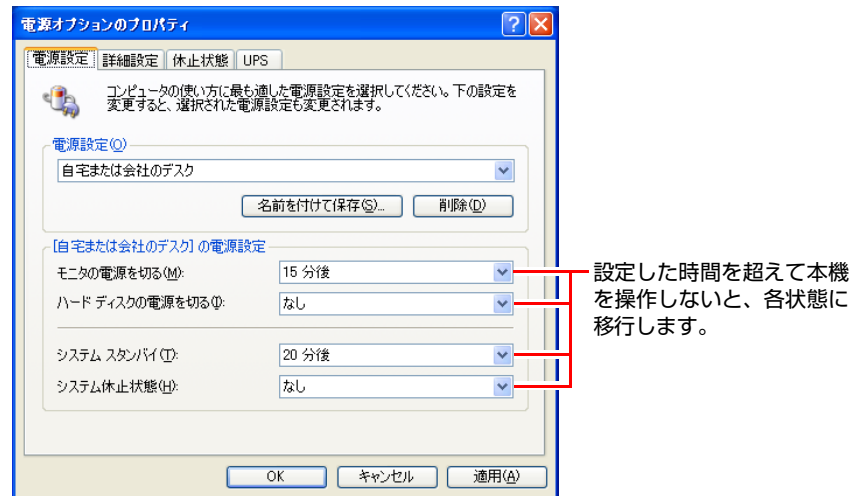 電源オプションのプロパティ
電源設定 詳細設定 休止状態 UPS
コンピュータの使い方に最も適した電源設定を選択してください。下の設定を
変更すると、選択された電源設定も変更されます。
電源設定(O)
自宅または会社のデスク
名前を付けて保存(S)... 削除(D)
[自宅または会社のデスク] の電源設定
モニタの電源を切る(M): 15 分後
ハード ディスクの電源を切る(I): なし
システム スタンバイ(T): 20 分後
システム休止状態(H): なし
設定した時間を超えて本機
を操作しないと、各状態に
移行します。
OK キャンセル 適用(A)